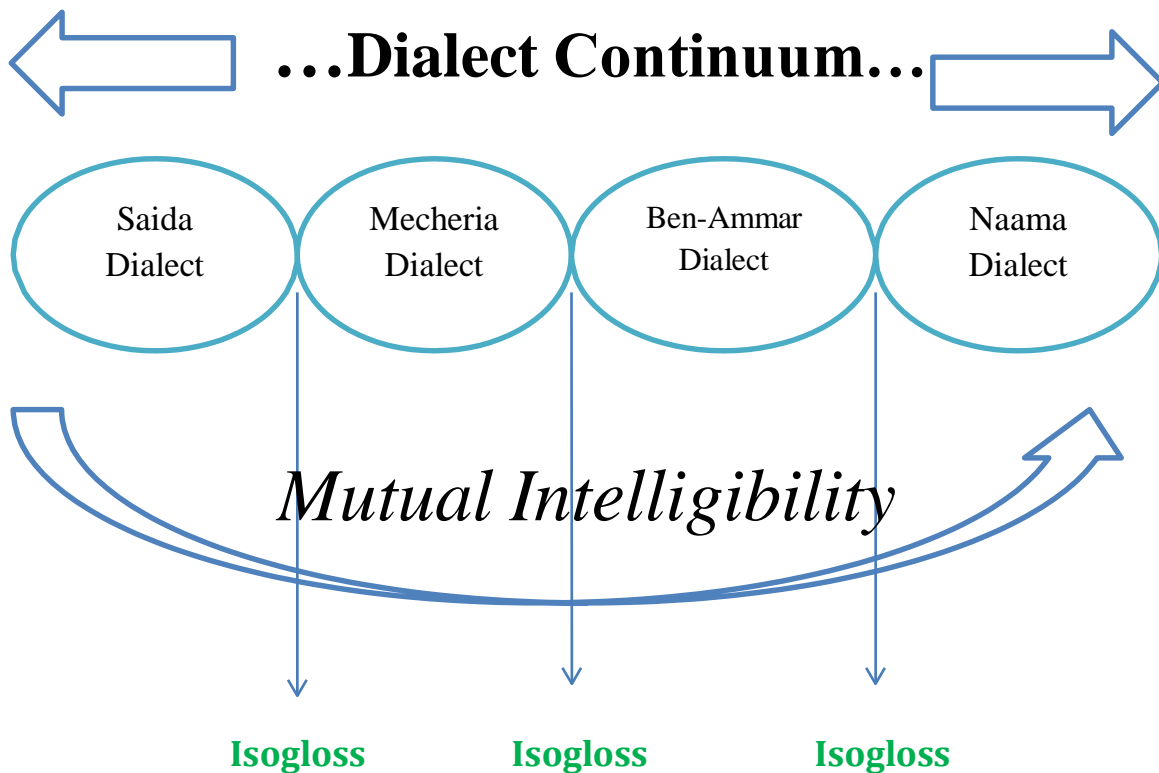 …Dialect Continuum…
Saida
Dialect
Mecheria
Dialect
Ben-Ammar
Dialect
Naama
Dialect
Mutual Intelligibility
Isogloss
Isogloss
Isogloss